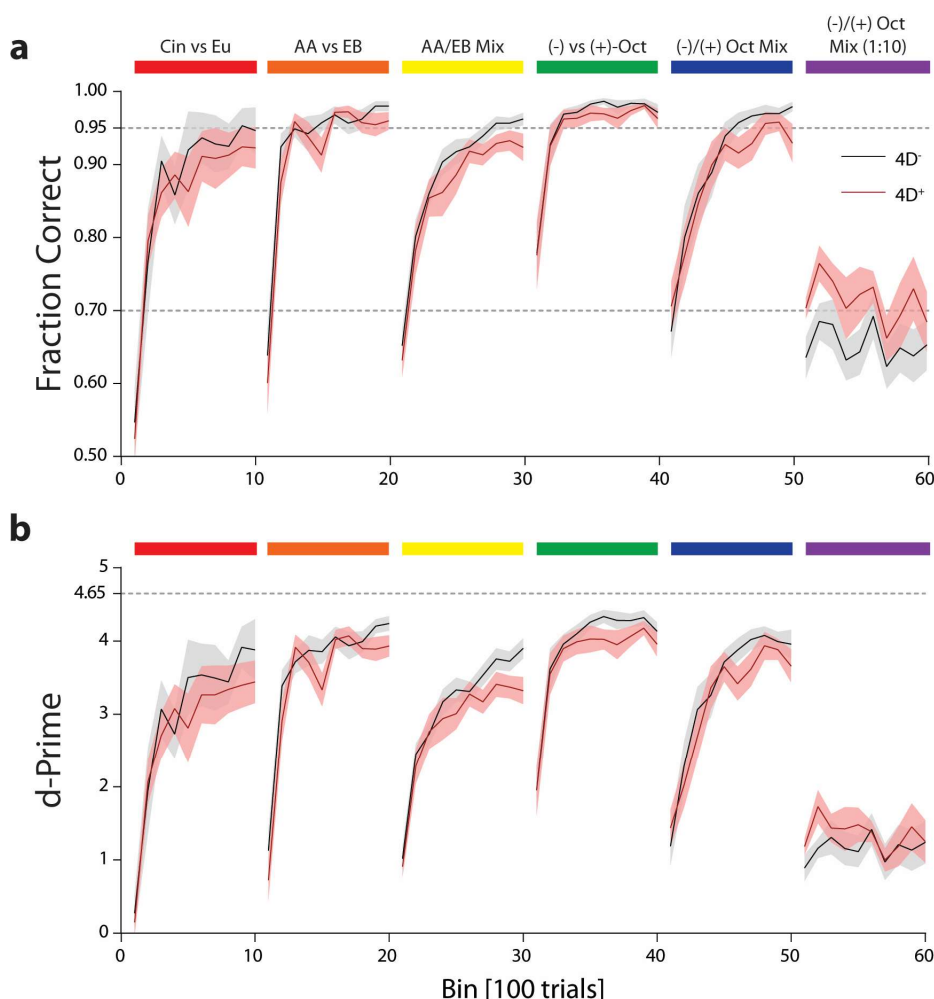 a
Cin vs Eu
AA vs EB
AA/EB Mix
(-) vs (+)-Oct
(-)/(+) Oct Mix
(-)/(+) Oct
Mix (1:10)
Fraction Correct
1.00
0.95
0.90
0.80
0.70
0.60
0.50
4D⁻
4D⁺
0
10
20
30
40
50
60
b
d-Prime
5
4.65
4
3
2
1
0
0
10
20
30
40
50
60
Bin [100 trials]